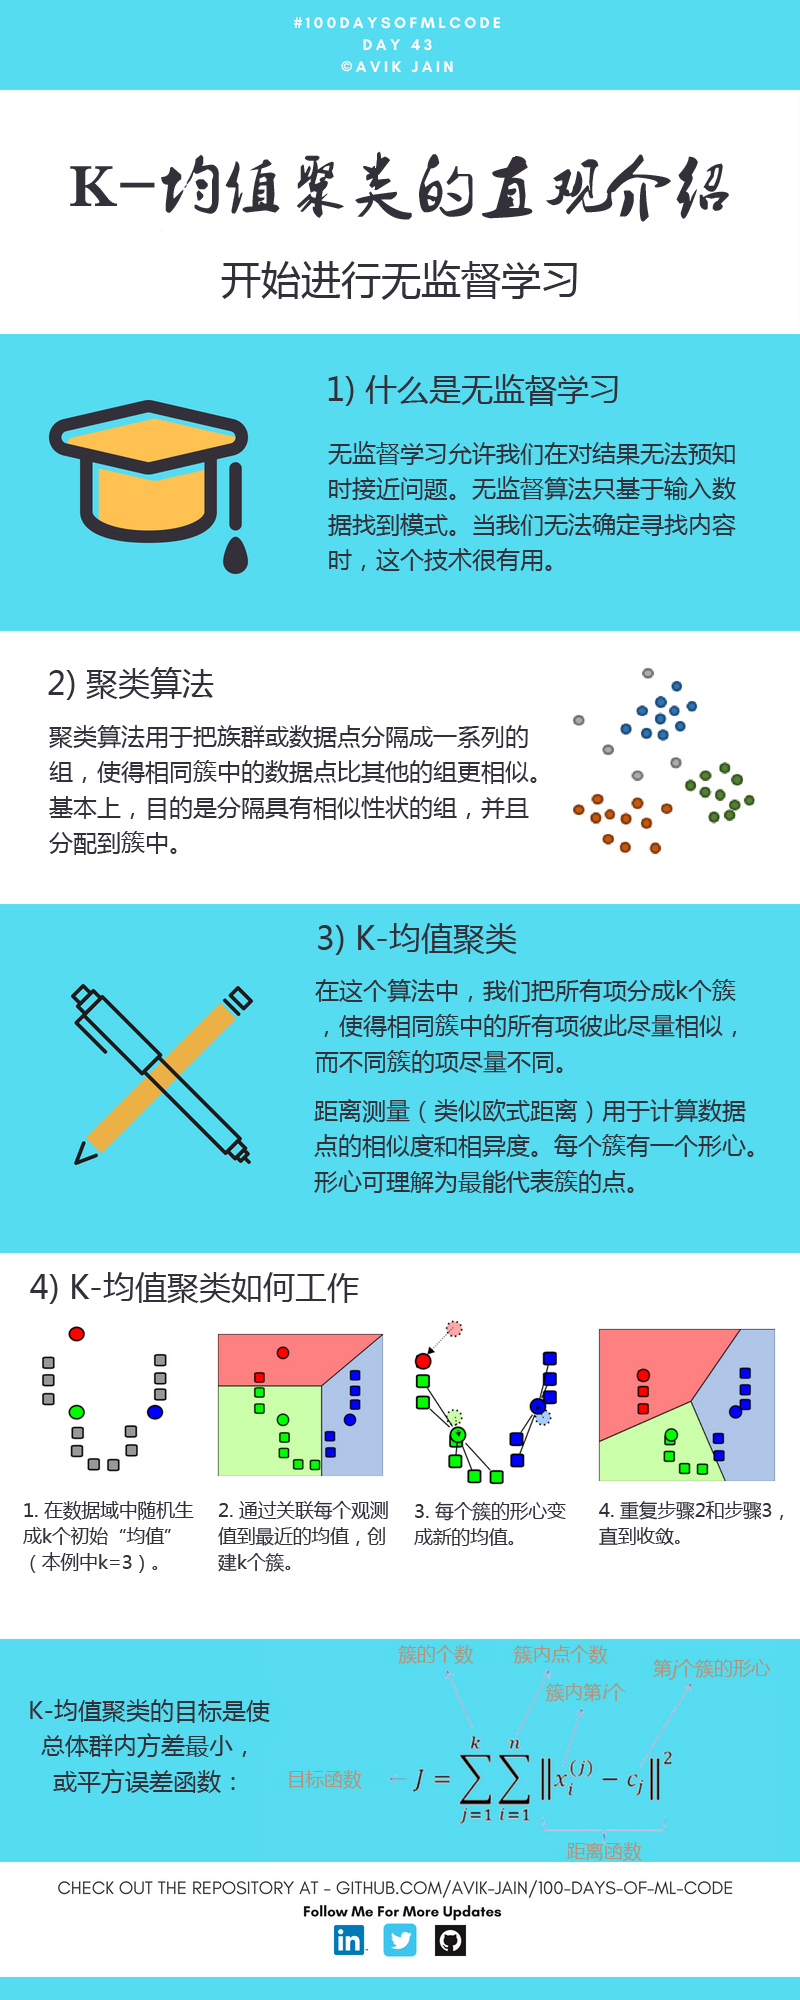 #100DAYSOFMLCODE
DAY 43
©AVIK JAIN
K-均值聚类的直观介绍
开始进行无监督学习
1) 什么是无监督学习
无监督学习允许我们在对结果无法预知
时接近问题。无监督算法只基于输入数
据找到模式。当我们无法确定寻找内容
时，这个技术很有用。
2) 聚类算法
聚类算法用于把族群或数据点分隔成一系列的
组，使得相同簇中的数据点比其他的组更相似。
基本上，目的是分隔具有相似性状的组，并且
分配到簇中。
3) K-均值聚类
在这个算法中，我们把所有项分成k个簇
，使得相同簇中的所有项彼此尽量相似，
而不同簇的项尽量不同。
距离测量（类似欧式距离）用于计算数据
点的相似度和相异度。每个簇有一个形心。
形心可理解为最能代表簇的点。
4) K-均值聚类如何工作
1. 在数据域中随机生
成k个初始“均值”
（本例中k=3）。
2. 通过关联每个观测
值到最近的均值，创
建k个簇。
3. 每个簇的形心变
成新的均值。
4. 重复步骤2和步骤3，
直到收敛。
K-均值聚类的目标是使
总体群内方差最小，
或平方误差函数：
簇的个数
簇内点个数
簇内第i个
第j个簇的形心
目标函数
← J = ∑_{j=1}^{k} ∑_{i=1}^{n} ‖x_i^{(j)} − c_j‖²
距离函数
CHECK OUT THE REPOSITORY AT - GITHUB.COM/AVIK-JAIN/100-DAYS-OF-ML-CODE
Follow Me For More Updates
in